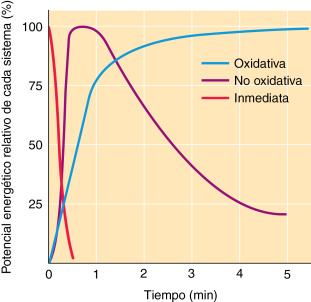 Potencial energético relativo de cada sistema (%)
100
75
50
25
Oxidativa
No oxidativa
Inmediata
0 1 2 3 4 5
Tiempo (min)